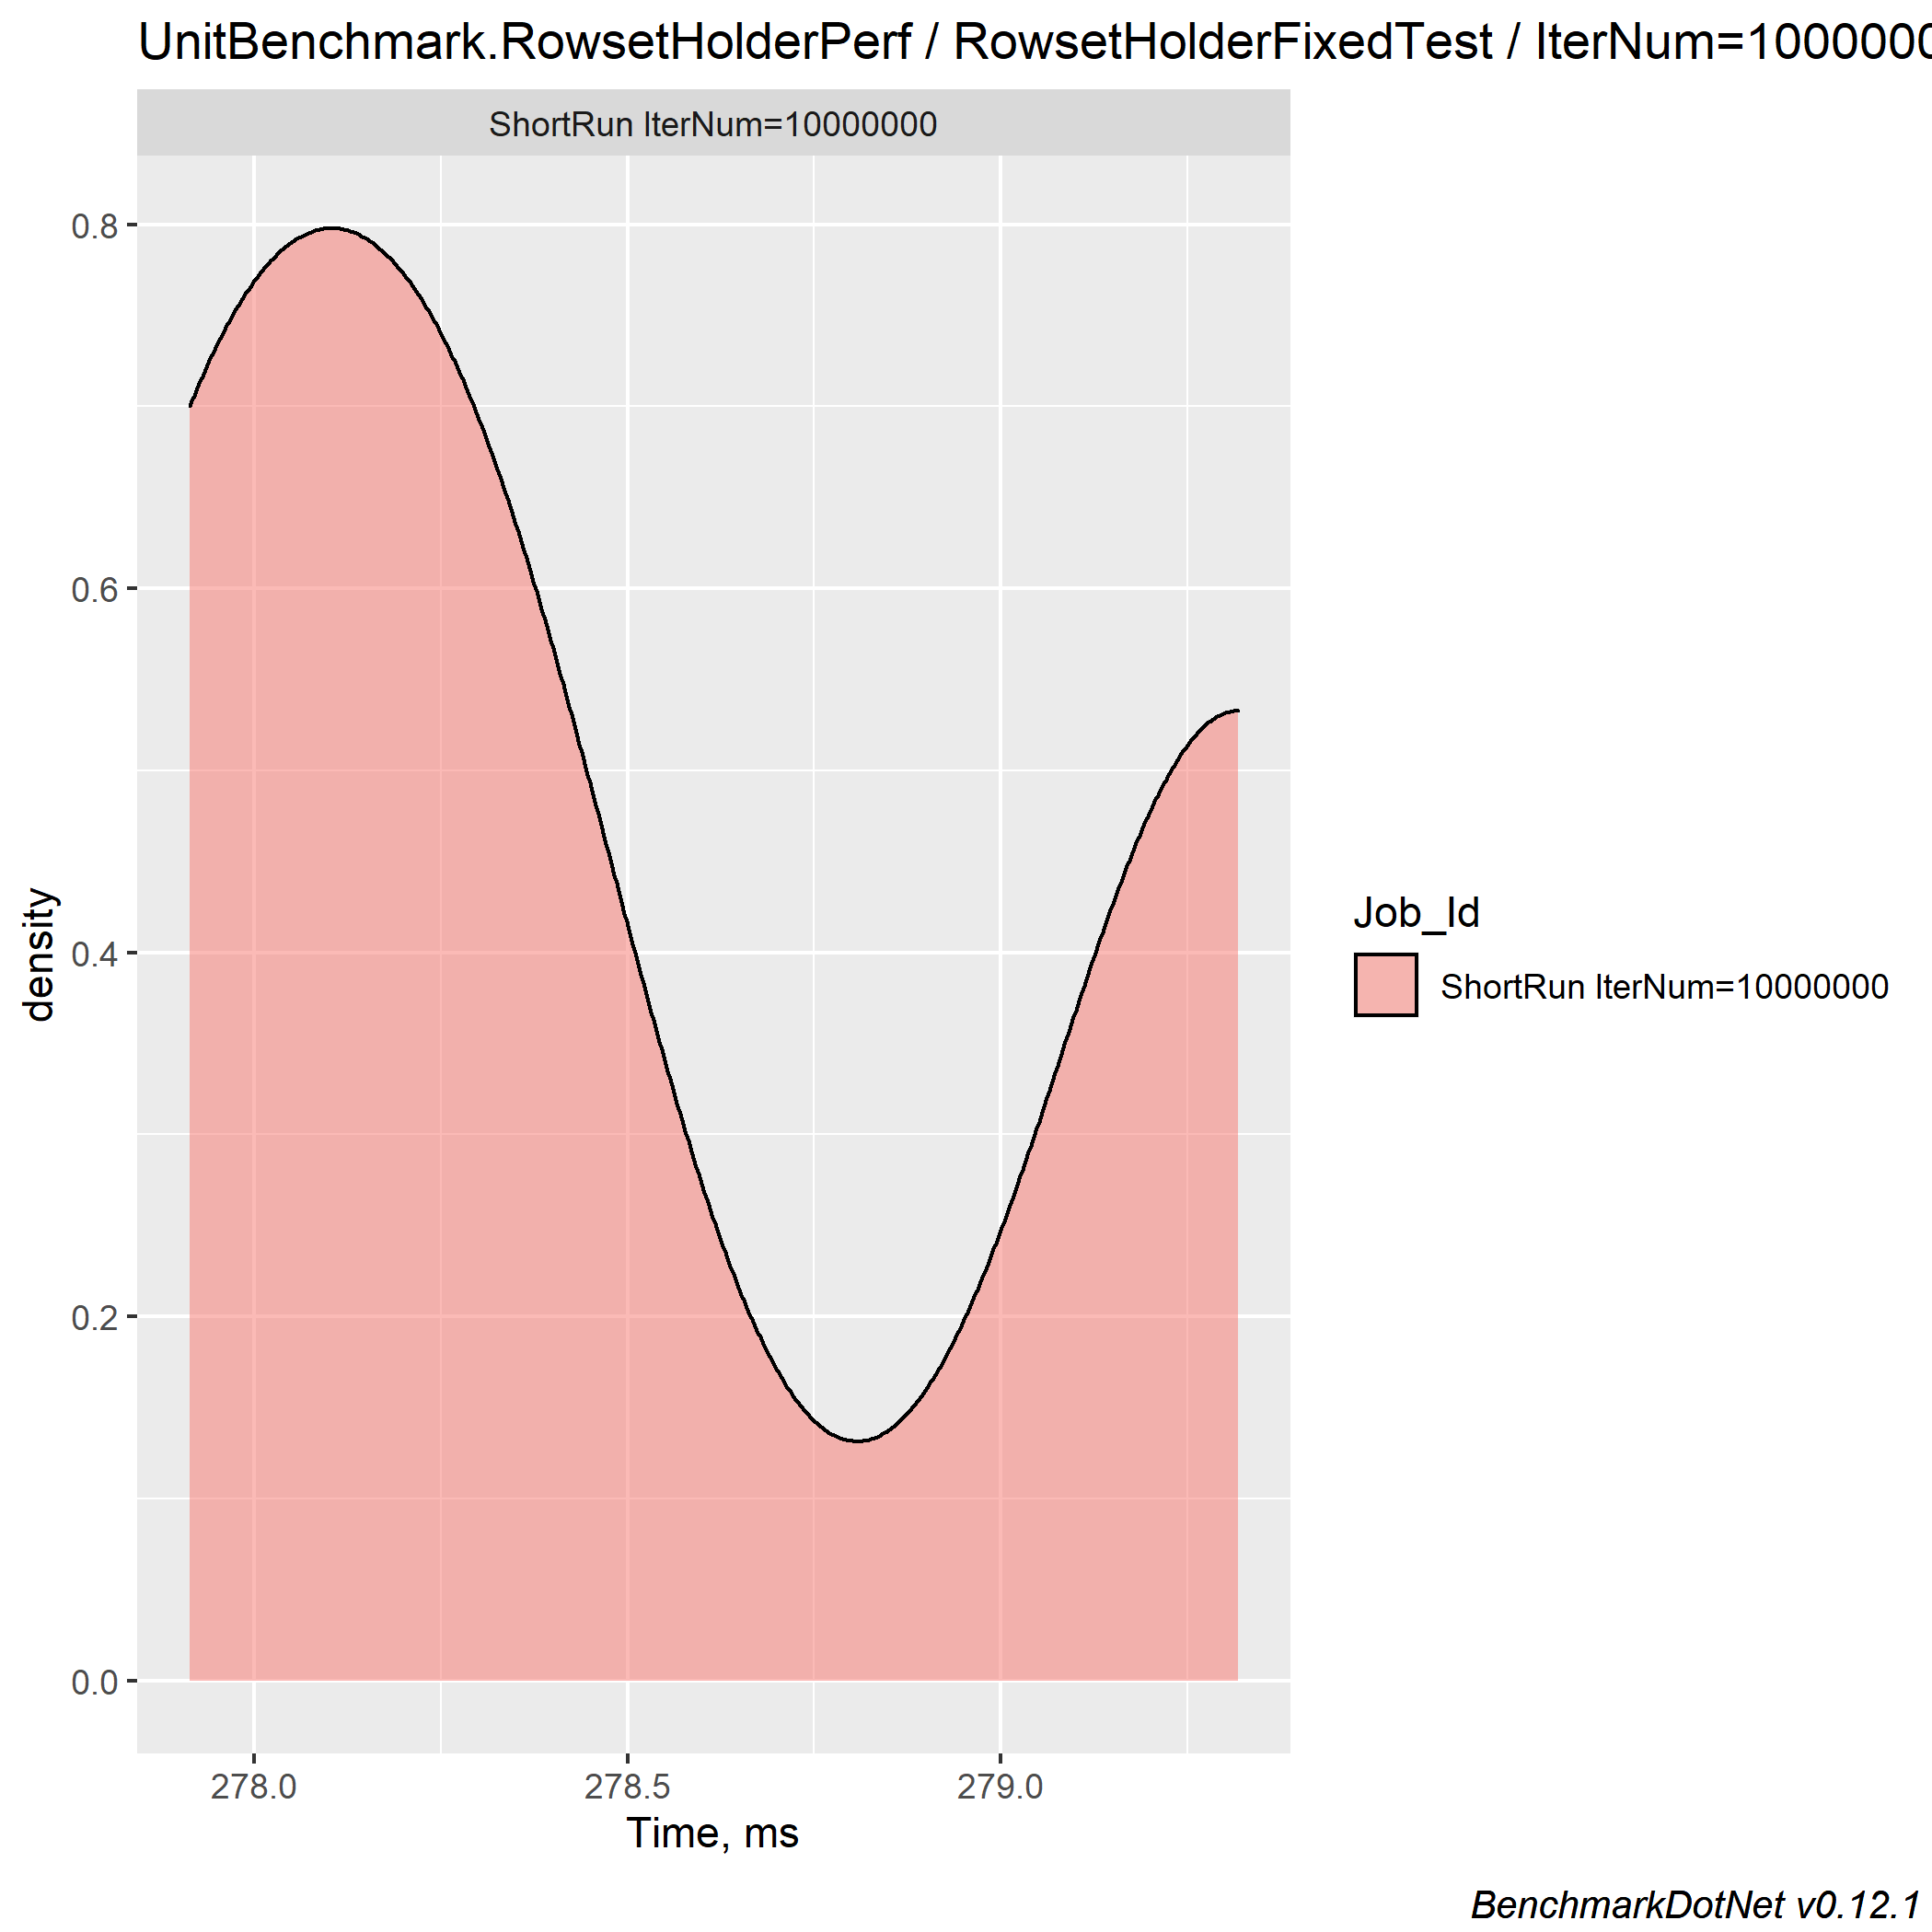 UnitBenchmark.RowsetHolderPerf / RowsetHolderFixedTest / IterNum=1000000
ShortRun IterNum=10000000
0.8
0.6
0.4
0.2
0.0
density
278.0 278.5 279.0
Time, ms
Job_Id
ShortRun IterNum=10000000
BenchmarkDotNet v0.12.1